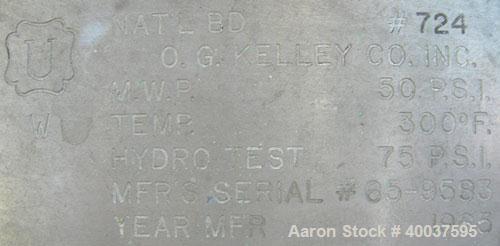 NAT'L BD # 724
U O. G. KELLEY CO. INC.
M.W.P. 50 P.S.I.
W TEMP. 300°F.
HYDRO TEST 75 P.S.I.
MFR'S SERIAL # 65-9583
YEAR MFR 1965
Aaron Stock # 40037595